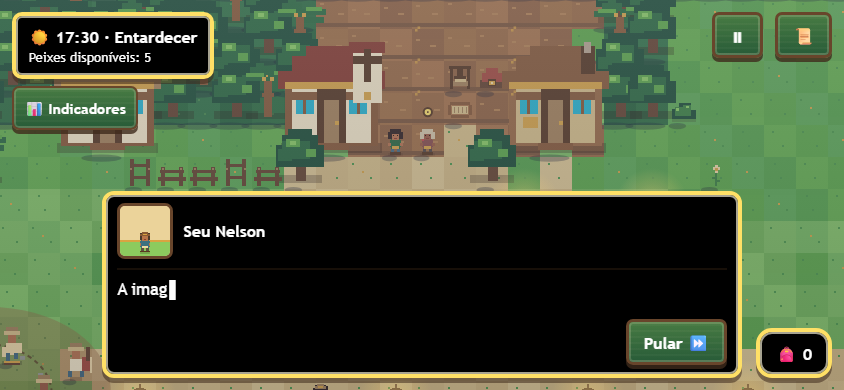 17:30 · Entardecer
Peixes disponíveis: 5
Indicadores
Seu Nelson
A imag
Pular
0